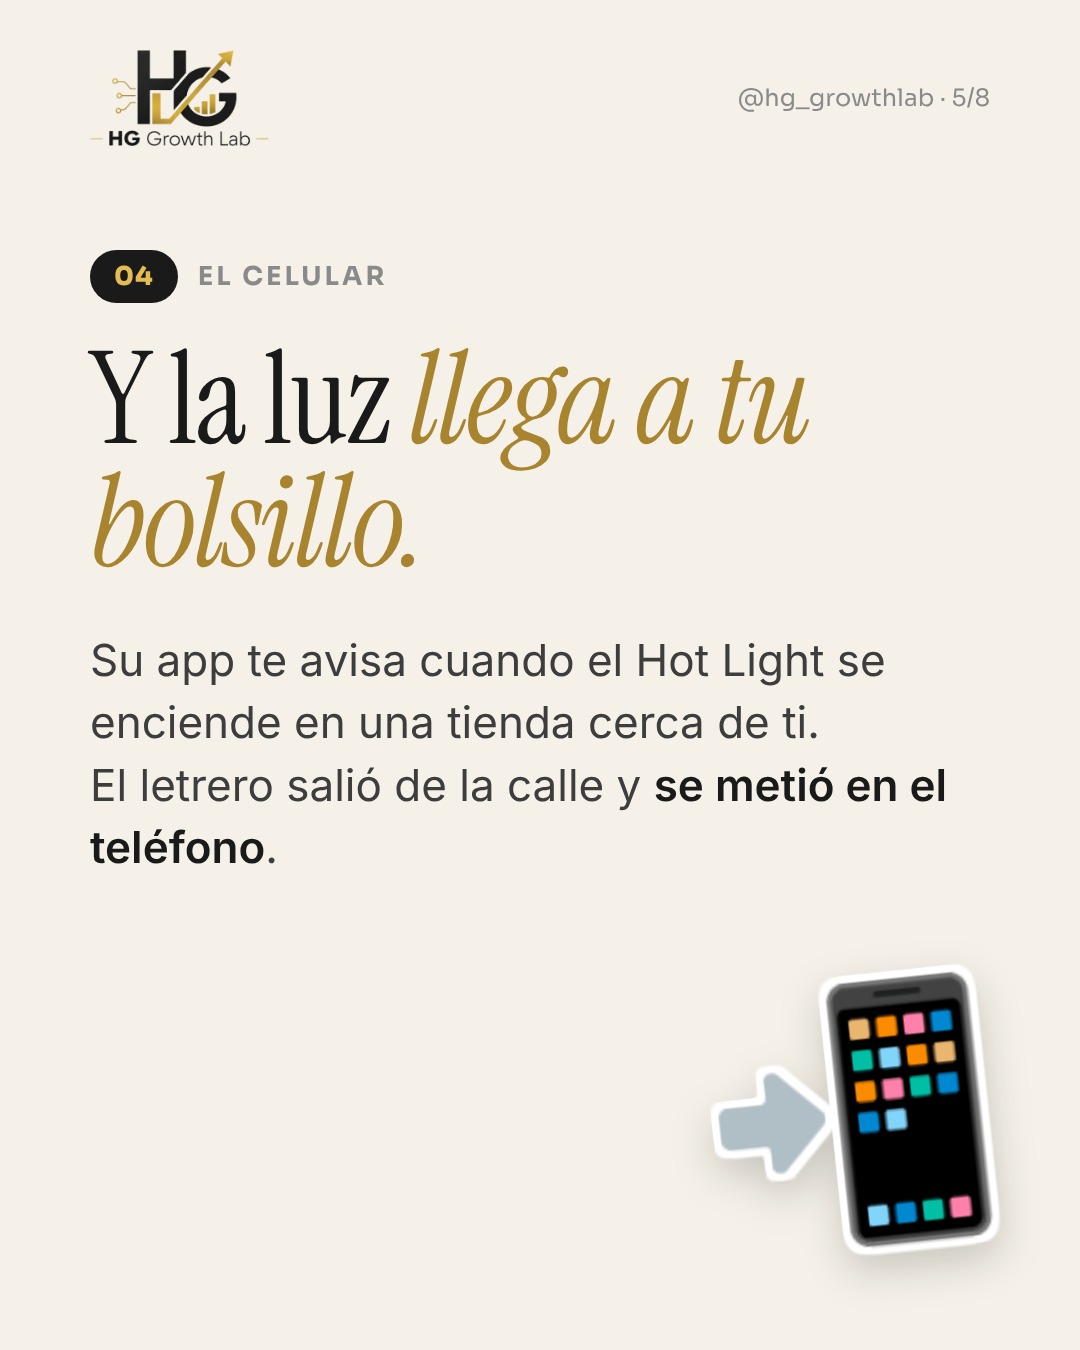 HG
HG Growth Lab
@hg_growthlab · 5/8
04 EL CELULAR
Y la luz llega a tu
bolsillo.
Su app te avisa cuando el Hot Light se
enciende en una tienda cerca de ti.
El letrero salió de la calle y se metió en el
teléfono.